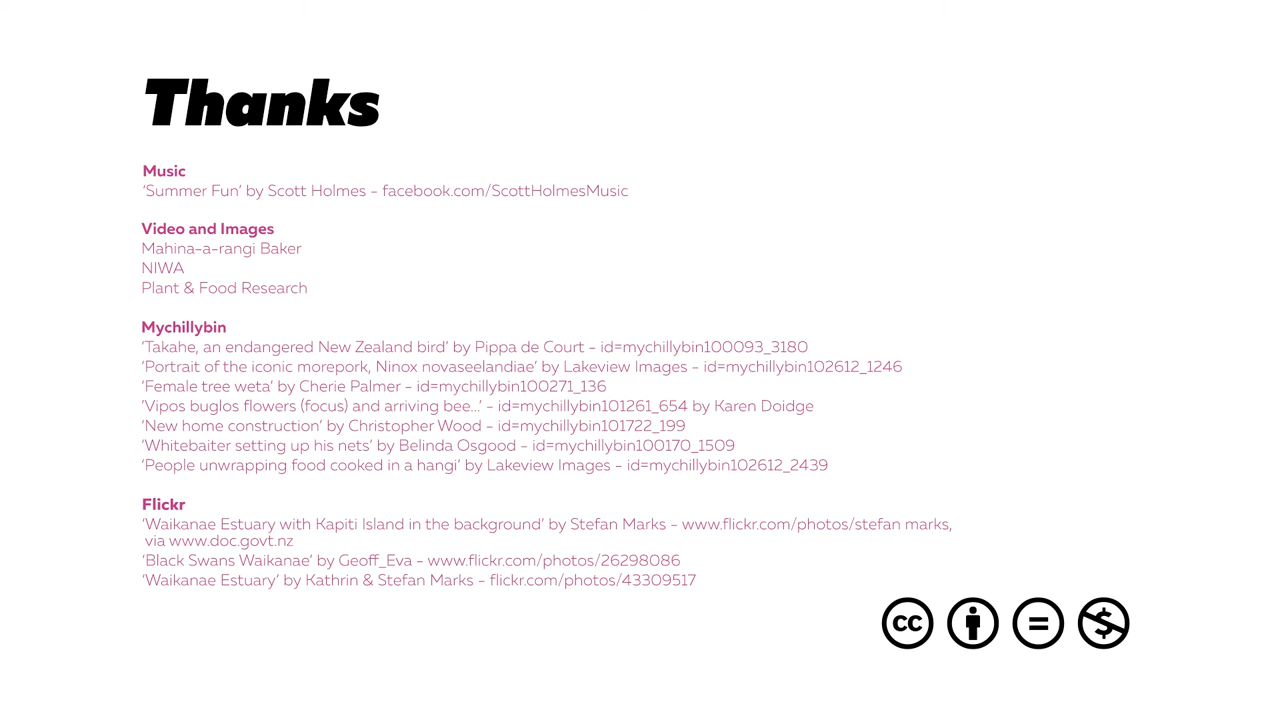 Thanks
Music
‘Summer Fun’ by Scott Holmes - facebook.com/ScottHolmesMusic
Video and Images
Mahina-a-rangi Baker
NIWA
Plant & Food Research
Mychillybin
‘Takahe, an endangered New Zealand bird’ by Pippa de Court - id=mychillybin100093_3180
‘Portrait of the iconic morepork, Ninox novaseelandiae’ by Lakeview Images - id=mychillybin102612_1246
‘Female tree weta’ by Cherie Palmer - id=mychillybin100271_136
’Vipos buglos flowers (focus) and arriving bee...’ - id=mychillybin101261_654 by Karen Doidge
‘New home construction’ by Christopher Wood - id=mychillybin101722_199
‘Whitebaiter setting up his nets’ by Belinda Osgood - id=mychillybin100170_1509
‘People unwrapping food cooked in a hangi’ by Lakeview Images - id=mychillybin102612_2439
Flickr
‘Waikanae Estuary with Kapiti Island in the background’ by Stefan Marks - www.flickr.com/photos/stefan marks,
via www.doc.govt.nz
‘Black Swans Waikanae’ by Geoff_Eva - www.flickr.com/photos/26298086
‘Waikanae Estuary’ by Kathrin & Stefan Marks - flickr.com/photos/43309517
cc = $